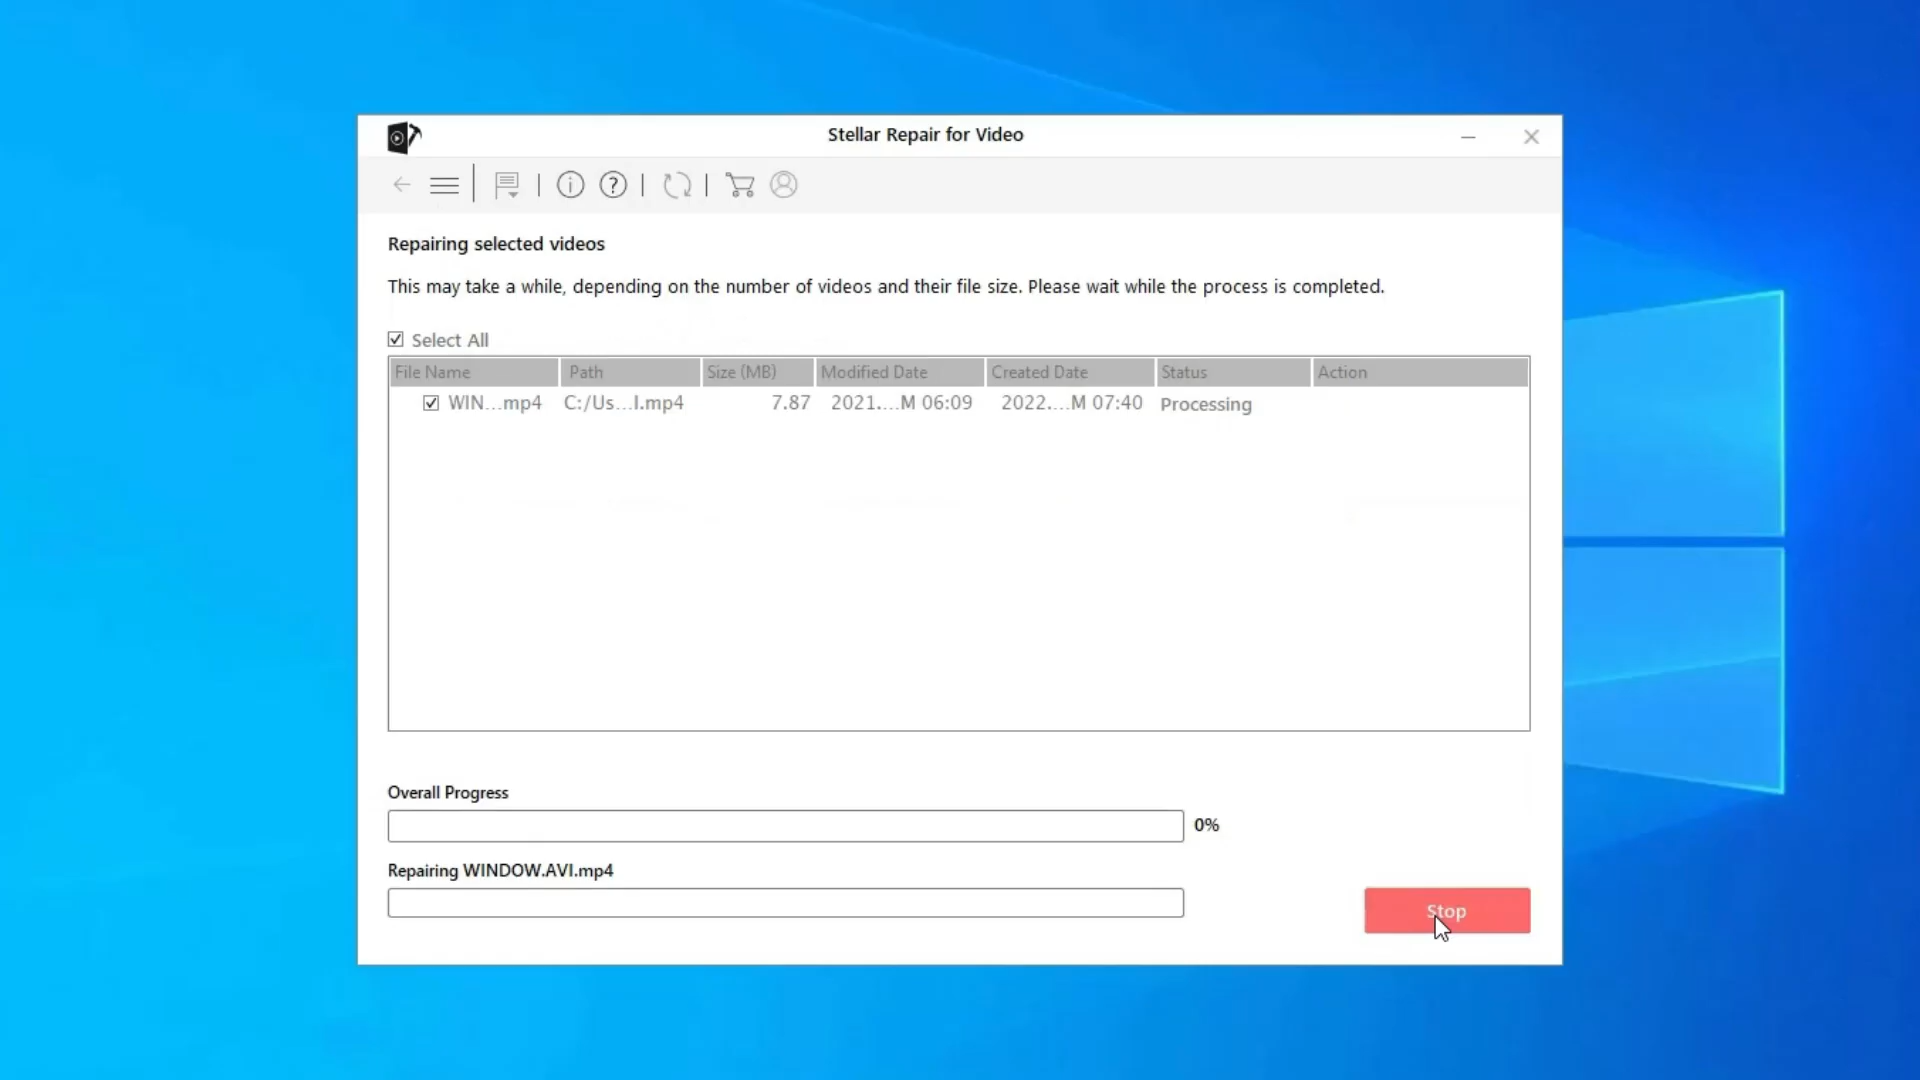 Stellar Repair for Video
Repairing selected videos
This may take a while, depending on the number of videos and their file size. Please wait while the process is completed.
Select All
File Name Path Size (MB) Modified Date Created Date Status Action
WIN...mp4 C:/Us...I.mp4 7.87 2021....M 06:09 2022....M 07:40 Processing
Overall Progress
0%
Repairing WINDOW.AVI.mp4
Stop